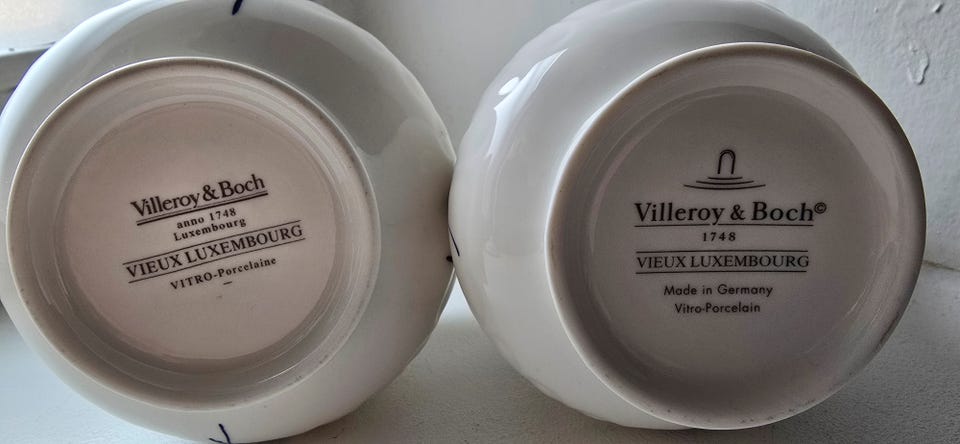 Villeroy & Boch
anno 1748
Luxembourg
VIEUX LUXEMBOURG
VITRO-Porcelaine
Villeroy & Boch©
1748
VIEUX LUXEMBOURG
Made in Germany
Vitro-Porcelain